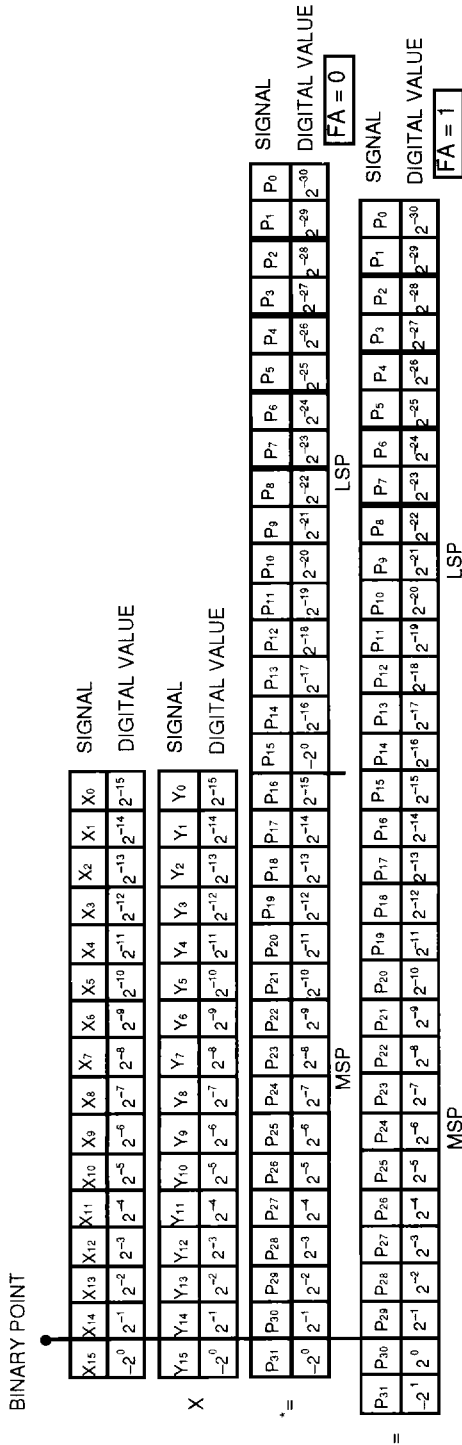 BINARY POINT
X15 X14 X13 X12 X11 X10 X9 X8 X7 X6 X5 X4 X3 X2 X1 X0 SIGNAL
−2⁰ 2⁻¹ 2⁻² 2⁻³ 2⁻⁴ 2⁻⁵ 2⁻⁶ 2⁻⁷ 2⁻⁸ 2⁻⁹ 2⁻¹⁰ 2⁻¹¹ 2⁻¹² 2⁻¹³ 2⁻¹⁴ 2⁻¹⁵ DIGITAL VALUE
X Y15 Y14 Y13 Y12 Y11 Y10 Y9 Y8 Y7 Y6 Y5 Y4 Y3 Y2 Y1 Y0 SIGNAL
−2⁰ 2⁻¹ 2⁻² 2⁻³ 2⁻⁴ 2⁻⁵ 2⁻⁶ 2⁻⁷ 2⁻⁸ 2⁻⁹ 2⁻¹⁰ 2⁻¹¹ 2⁻¹² 2⁻¹³ 2⁻¹⁴ 2⁻¹⁵ DIGITAL VALUE
*= P31 P30 P29 P28 P27 P26 P25 P24 P23 P22 P21 P20 P19 P18 P17 P16 P15 P14 P13 P12 P11 P10 P9 P8 P7 P6 P5 P4 P3 P2 P1 P0 SIGNAL
−2⁰ 2⁻¹ 2⁻² 2⁻³ 2⁻⁴ 2⁻⁵ 2⁻⁶ 2⁻⁷ 2⁻⁸ 2⁻⁹ 2⁻¹⁰ 2⁻¹¹ 2⁻¹² 2⁻¹³ 2⁻¹⁴ 2⁻¹⁵ −2⁰ 2⁻¹⁶ 2⁻¹⁷ 2⁻¹⁸ 2⁻¹⁹ 2⁻²⁰ 2⁻²¹ 2⁻²² 2⁻²³ 2⁻²⁴ 2⁻²⁵ 2⁻²⁶ 2⁻²⁷ 2⁻²⁸ 2⁻²⁹ 2⁻³⁰ DIGITAL VALUE
MSP LSP FA = 0
= P31 P30 P29 P28 P27 P26 P25 P24 P23 P22 P21 P20 P19 P18 P17 P16 P15 P14 P13 P12 P11 P10 P9 P8 P7 P6 P5 P4 P3 P2 P1 P0 SIGNAL
−2¹ 2⁰ 2⁻¹ 2⁻² 2⁻³ 2⁻⁴ 2⁻⁵ 2⁻⁶ 2⁻⁷ 2⁻⁸ 2⁻⁹ 2⁻¹⁰ 2⁻¹¹ 2⁻¹² 2⁻¹³ 2⁻¹⁴ 2⁻¹⁵ 2⁻¹⁶ 2⁻¹⁷ 2⁻¹⁸ 2⁻¹⁹ 2⁻²⁰ 2⁻²¹ 2⁻²² 2⁻²³ 2⁻²⁴ 2⁻²⁵ 2⁻²⁶ 2⁻²⁷ 2⁻²⁸ 2⁻²⁹ 2⁻³⁰ DIGITAL VALUE
MSP LSP FA = 1